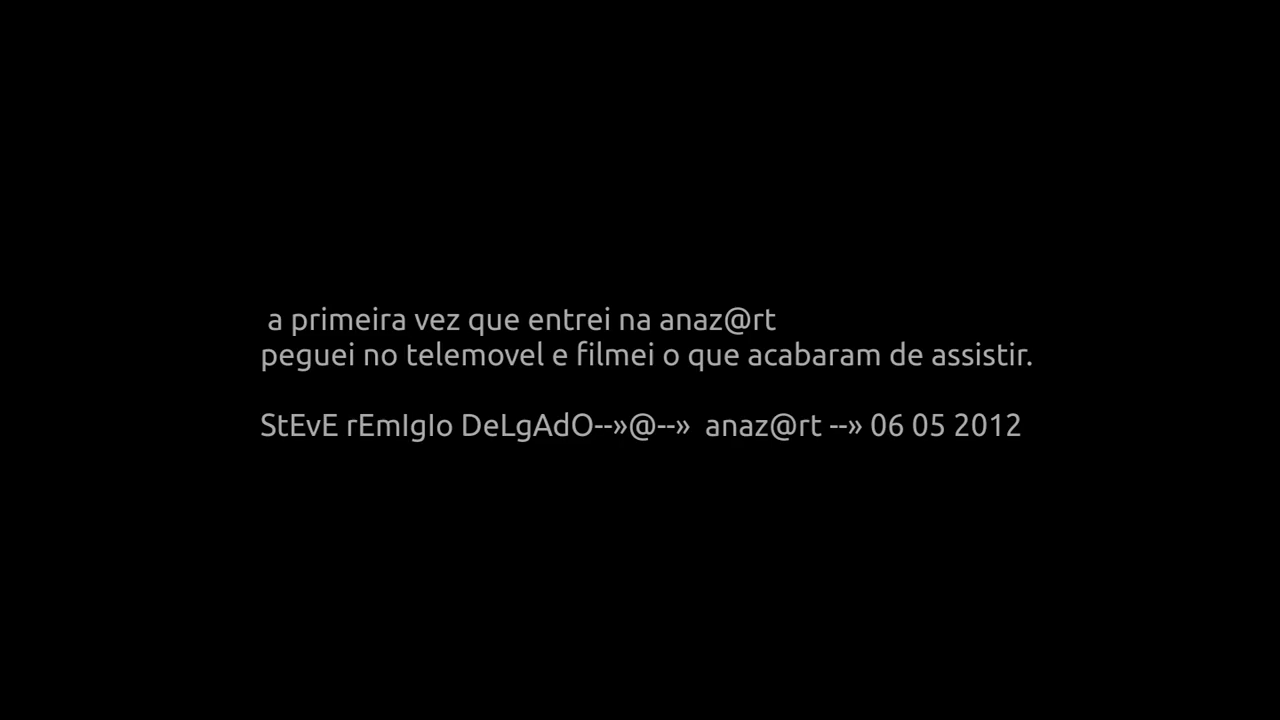 a primeira vez que entrei na anaz@rt
peguei no telemovel e filmei o que acabaram de assistir.
StEvE rEmIgIo DeLgAdO--»@--»  anaz@rt --» 06 05 2012